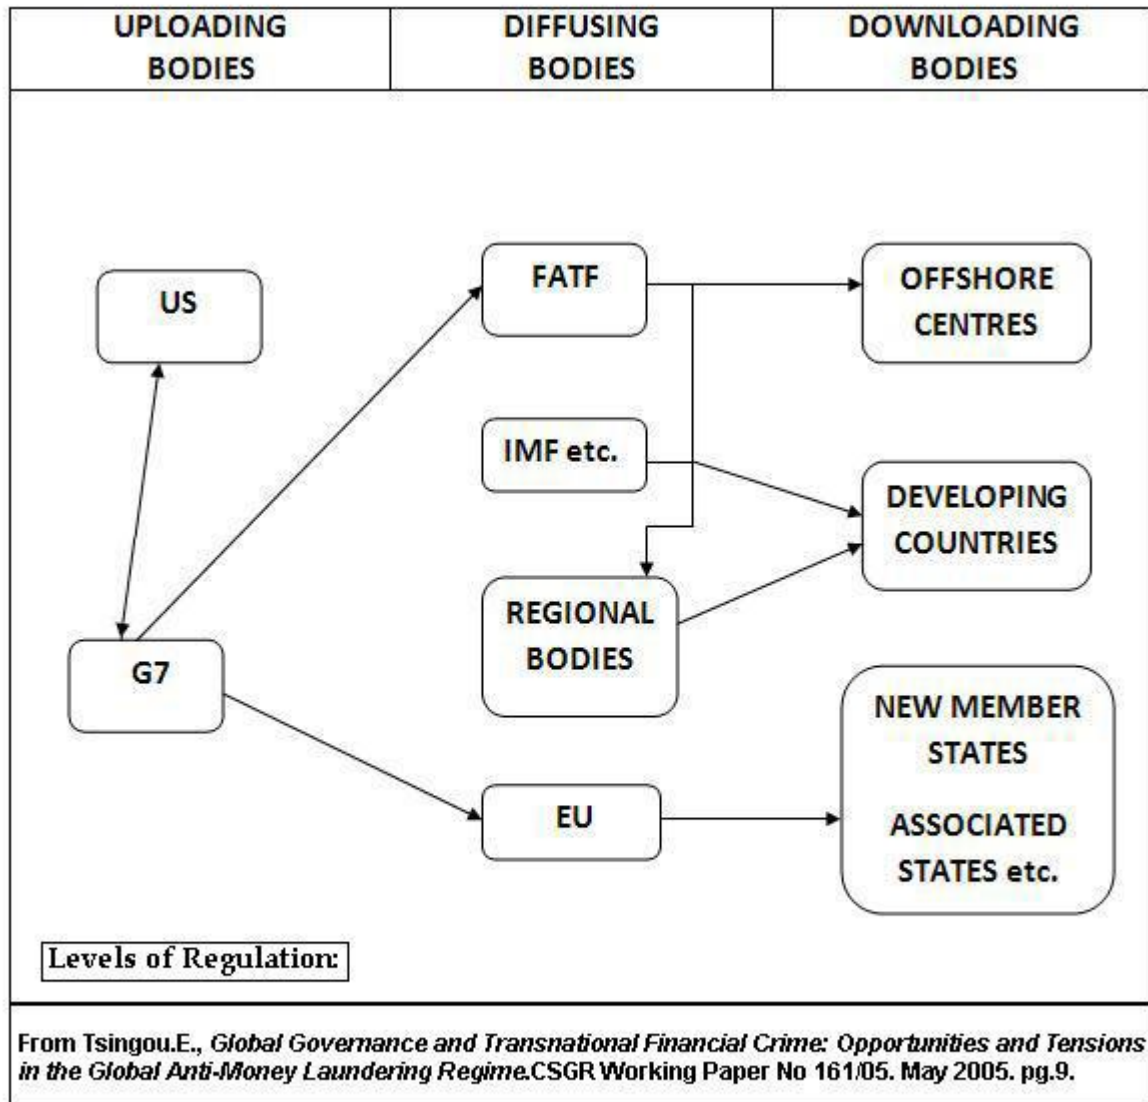 UPLOADING
BODIES
DIFFUSING
BODIES
DOWNLOADING
BODIES
US
G7
FATF
IMF etc.
REGIONAL
BODIES
EU
OFFSHORE
CENTRES
DEVELOPING
COUNTRIES
NEW MEMBER
STATES
ASSOCIATED
STATES etc.
Levels of Regulation:
From Tsingou.E., Global Governance and Transnational Financial Crime: Opportunities and Tensions
in the Global Anti-Money Laundering Regime.CSGR Working Paper No 161/05. May 2005. pg.9.